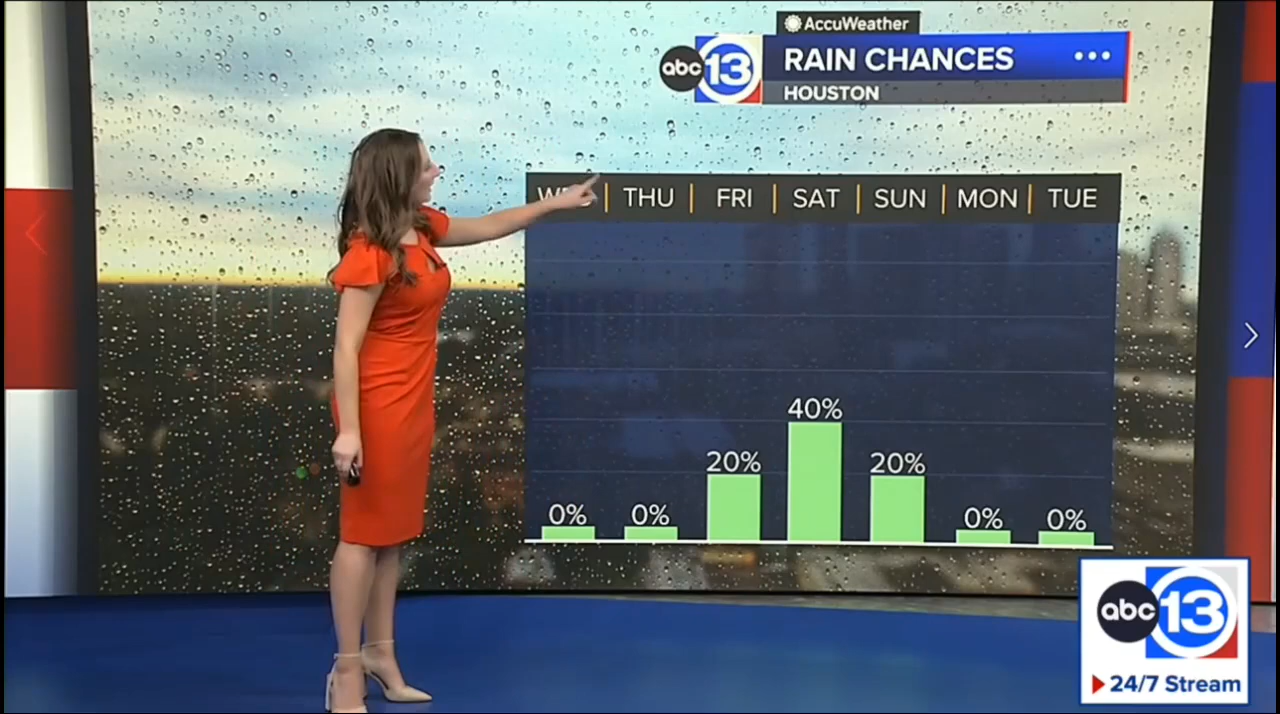 AccuWeather
abc 13 RAIN CHANCES
HOUSTON
THU FRI SAT SUN MON TUE
40%
20% 20%
0% 0% 0% 0%
abc 13
24/7 Stream